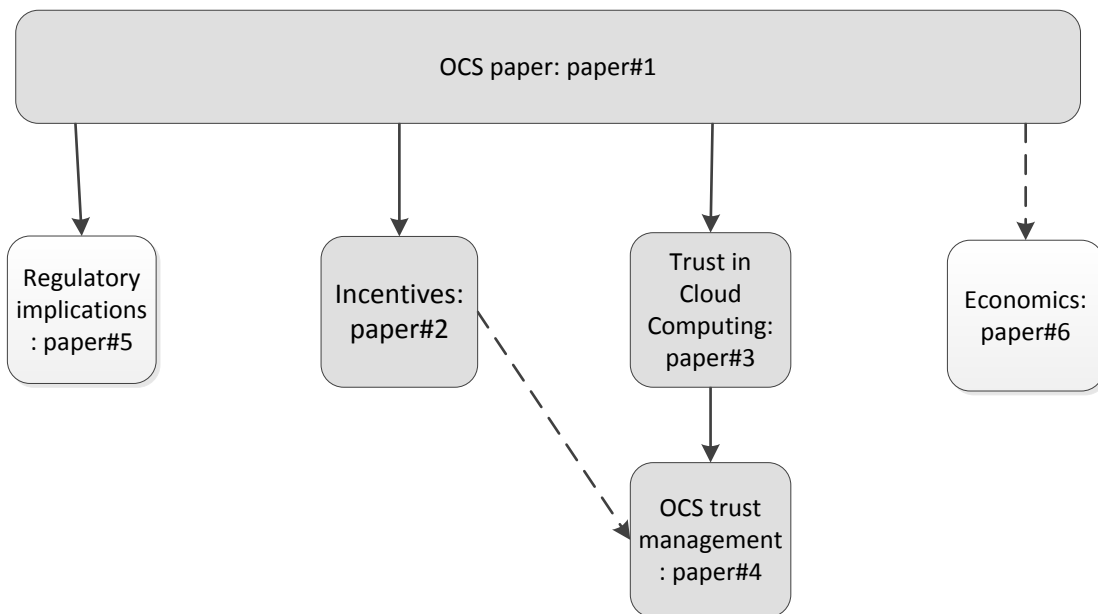 OCS paper: paper#1
Regulatory
implications
: paper#5
Incentives:
paper#2
Trust in
Cloud
Computing:
paper#3
Economics:
paper#6
OCS trust
management
: paper#4